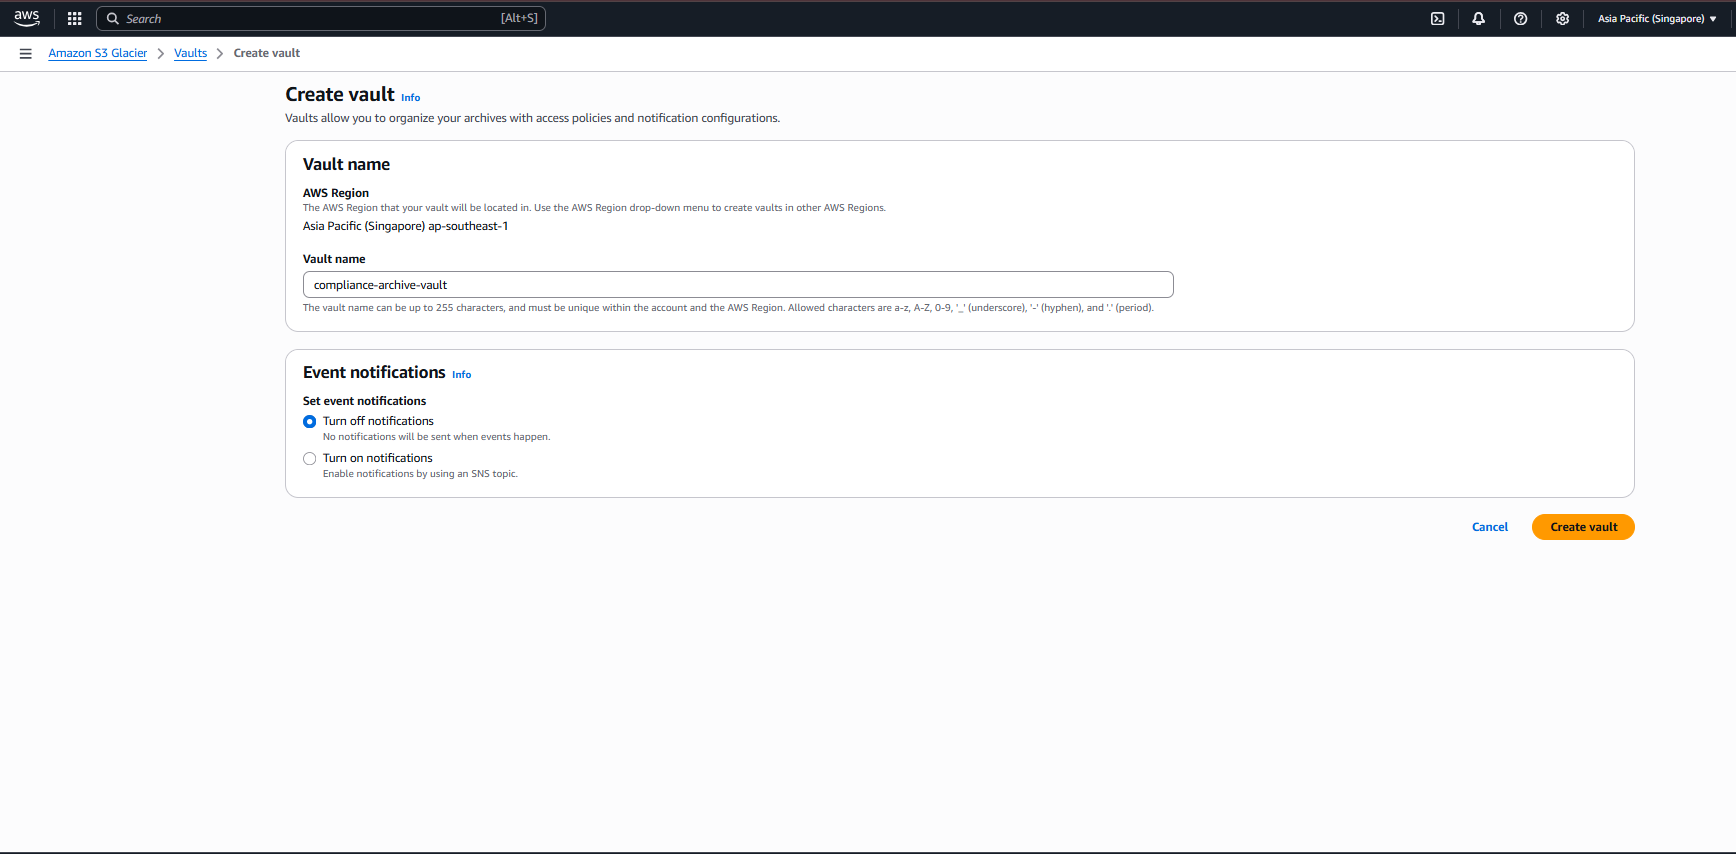 aws
Search [Alt+S]
Asia Pacific (Singapore)
Amazon S3 Glacier
Vaults
Create vault
Create vault Info
Vaults allow you to organize your archives with access policies and notification configurations.
Vault name
AWS Region
The AWS Region that your vault will be located in. Use the AWS Region drop-down menu to create vaults in other AWS Regions.
Asia Pacific (Singapore) ap-southeast-1
Vault name
compliance-archive-vault
The vault name can be up to 255 characters, and must be unique within the account and the AWS Region. Allowed characters are a-z, A-Z, 0-9, '_' (underscore), '-' (hyphen), and '.' (period).
Event notifications Info
Set event notifications
Turn off notifications
No notifications will be sent when events happen.
Turn on notifications
Enable notifications by using an SNS topic.
Cancel
Create vault